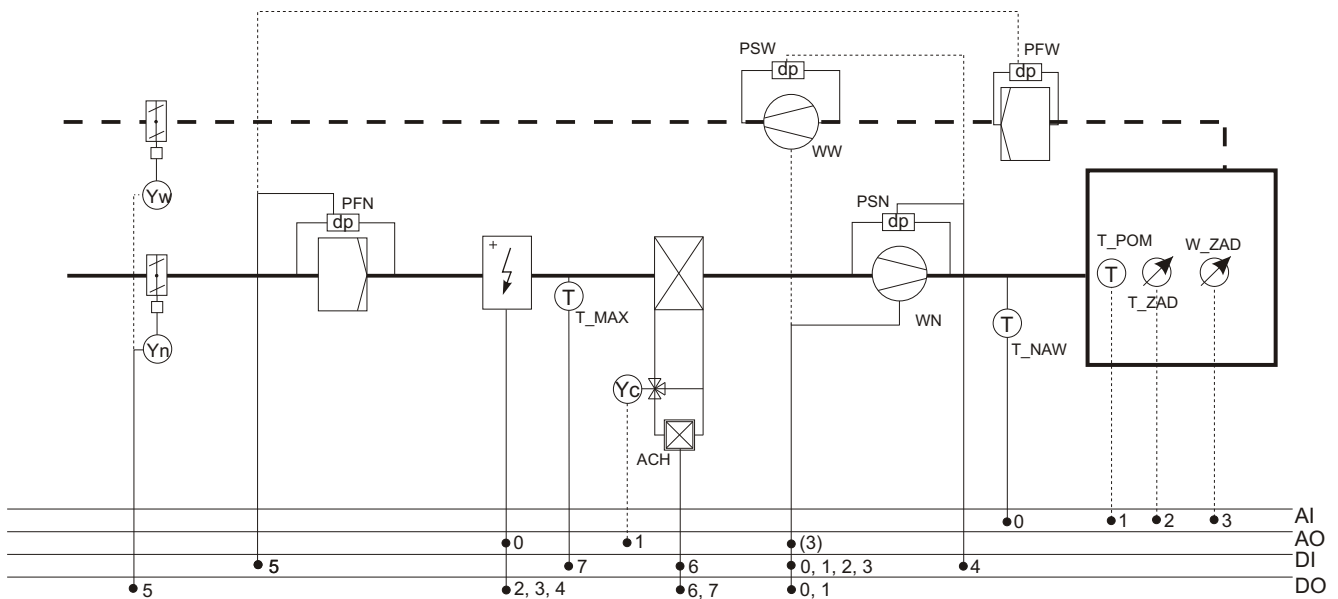 PSW
PFW
dp
dp
WW
Yw
PFN
PSN
dp
dp
T_POM
W_ZAD
+
T
T
T_MAX
T_ZAD
WN
T
T_NAW
Yn
Yc
ACH
0 1 2 3 AI
0 1 (3) AO
5 7 6 0, 1, 2, 3 4 DI
5 2, 3, 4 6, 7 0, 1 DO